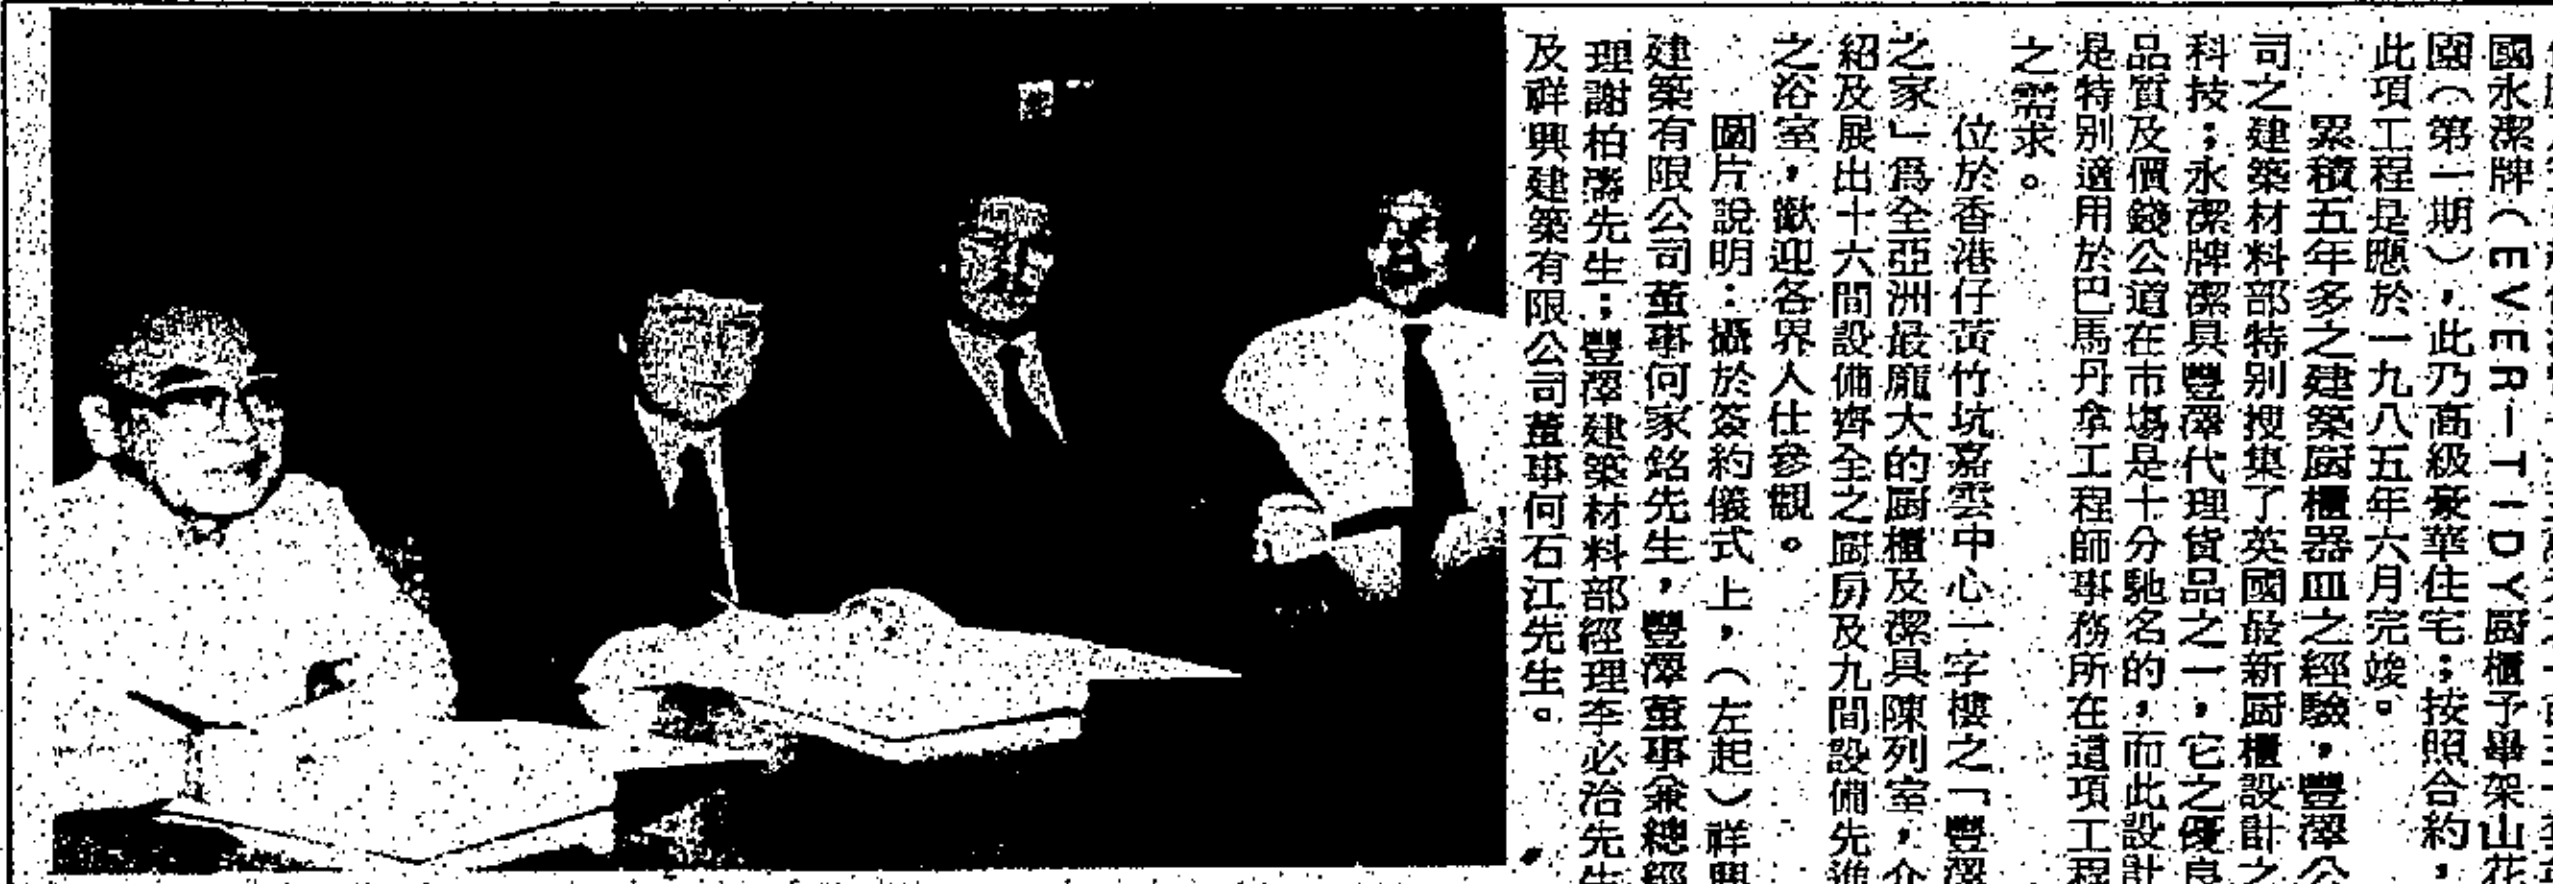 國永潔牌（EVER-TIDY厨櫃予畢架山花
園（第一期），此乃高級豪華住宅；按照合約，
此項工程是應於一九八五年六月完竣。
累積五年多之建築厨櫃器皿之經驗，豐澤公
司之建築材料部特别搜集了英國最新厨櫃設計之
科技；永潔牌潔具豐澤代理貨品之一，它之優良
品質及價錢公道在市塲是十分馳名的，而此設計
是特别適用於巴馬丹拿工程師事務所在這項工程
之需求。
位於香港仔黃竹坑嘉雲中心一字樓之「豐澤
之家」爲全亞洲最龐大的厨櫃及潔具陳列室，介
紹及展出十六間設備齊全之厨房及九間設備先進
之浴室，歡迎各界人仕參觀。
圖片說明：攝於簽約儀式上，（左起）祥興
建築有限公司董事何家銘先生，豐澤董事兼總經
理謝柏濤先生；豐澤建築材料部經理李必治先生
及祥興建築有限公司董事何石江先生。